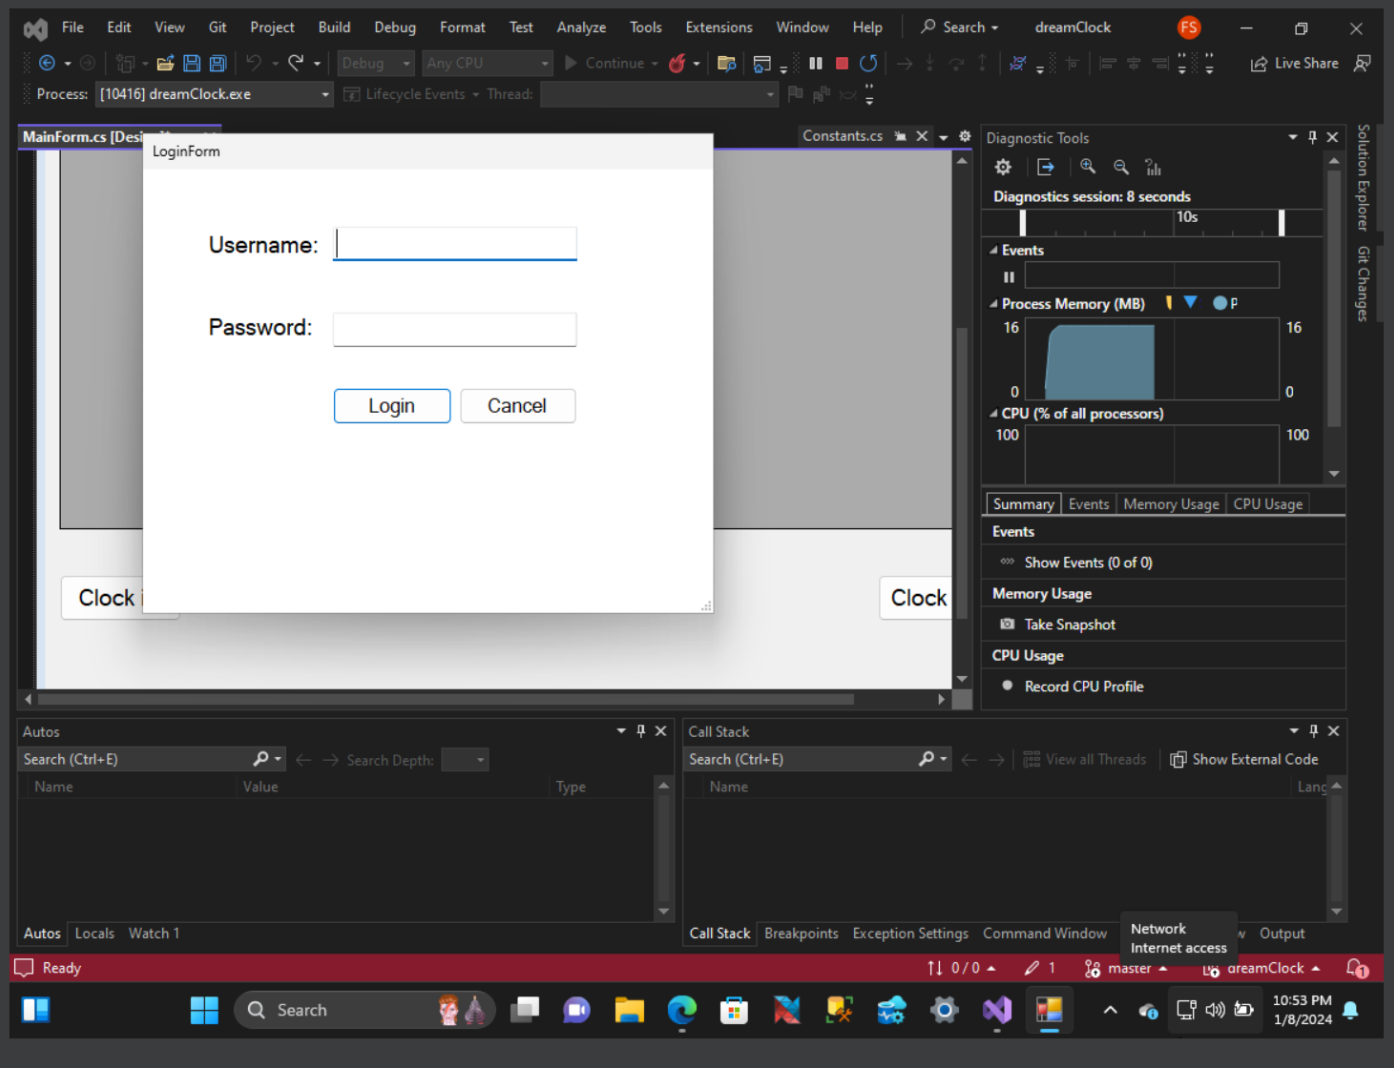 File Edit View Git Project Build Debug Format Test Analyze Tools Extensions Window Help Search dreamClock FS
Debug Any CPU Continue Live Share
Process: [10416] dreamClock.exe Lifecycle Events Thread:
MainForm.cs [Desi Constants.cs
LoginForm
Username:
Password:
Login Cancel
Clock i
Clock
Diagnostic Tools
Diagnostics session: 8 seconds
10s
Events
Process Memory (MB) P
16 16
0 0
CPU (% of all processors)
100 100
Summary Events Memory Usage CPU Usage
Events
Show Events (0 of 0)
Memory Usage
Take Snapshot
CPU Usage
Record CPU Profile
Solution Explorer
Git Changes
Autos
Search (Ctrl+E) Search Depth:
Name Value Type
Autos Locals Watch 1
Call Stack
Search (Ctrl+E) View all Threads Show External Code
Name Lang
Call Stack Breakpoints Exception Settings Command Window w Output
Network
Internet access
Ready 0 / 0 1 master dreamClock 1
Search
10:53 PM
1/8/2024